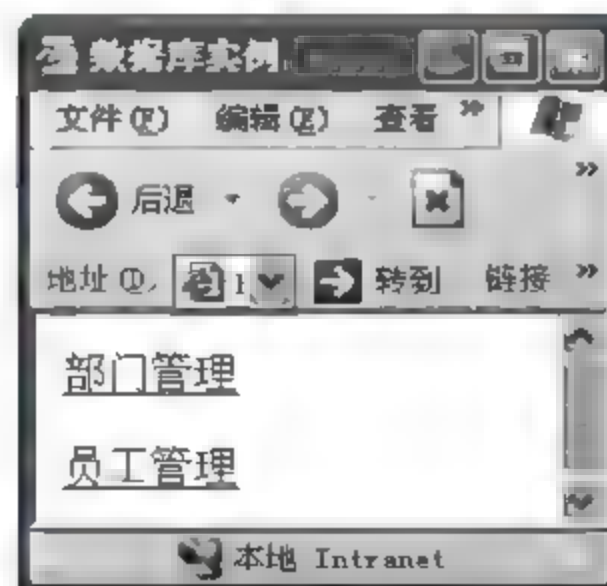 数据库实例
文件(F) 编辑(E) 查看 »
后退 »
地址(D) 转到 链接 »
部门管理
员工管理
本地 Intranet